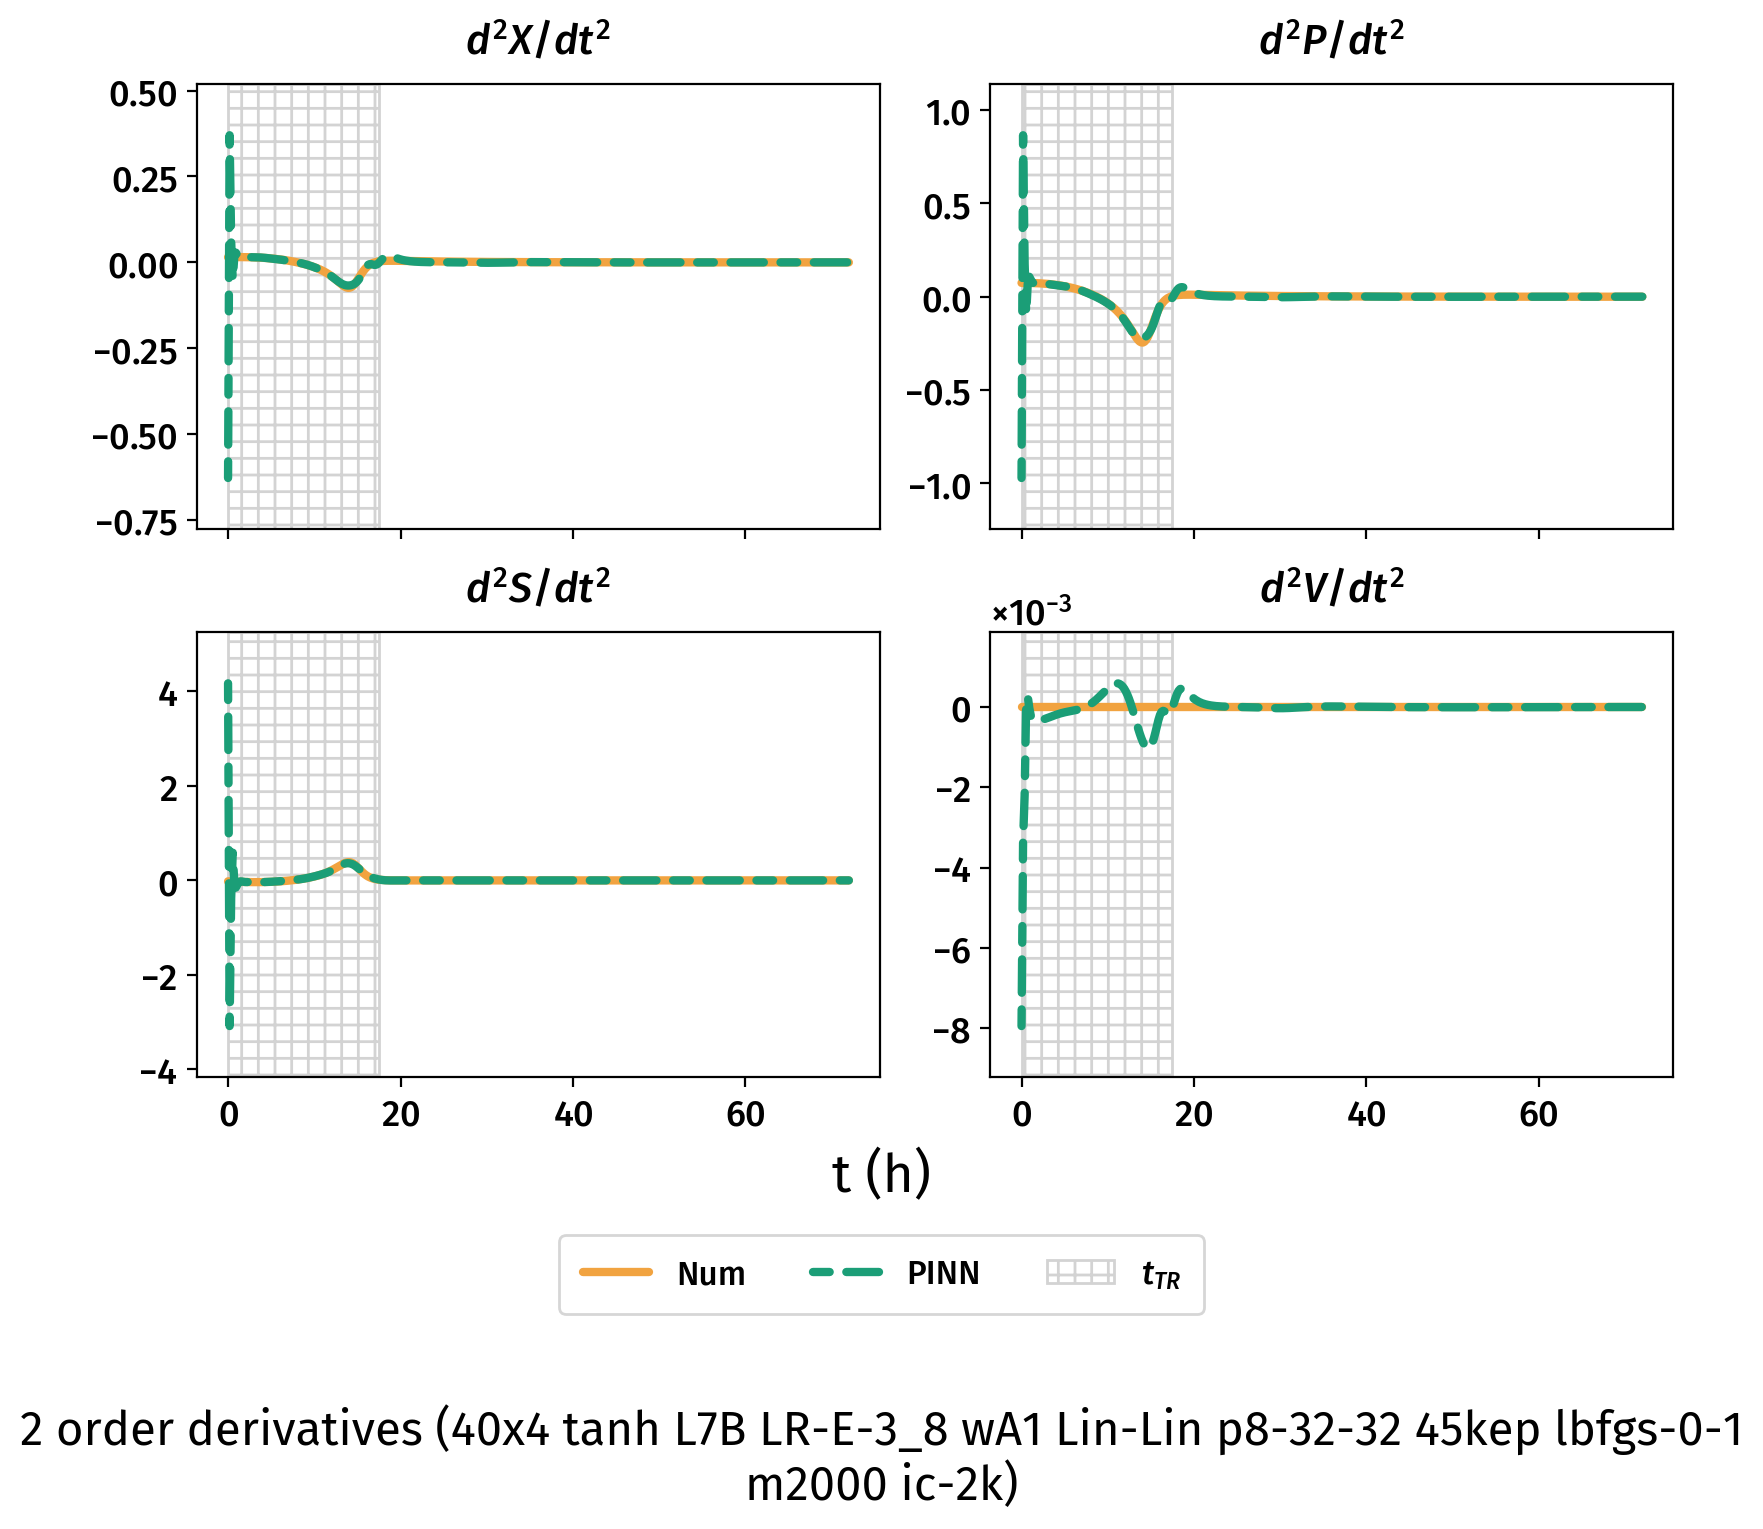 d²X/dt²
d²P/dt²
0.50
0.25
0.00
−0.25
−0.50
−0.75
1.0
0.5
0.0
−0.5
−1.0
d²S/dt²
d²V/dt²
×10⁻³
4
2
0
−2
−4
0
−2
−4
−6
−8
0 20 40 60
0 20 40 60
t (h)
Num PINN t_TR
2 order derivatives (40x4 tanh L7B LR-E-3_8 wA1 Lin-Lin p8-32-32 45kep lbfgs-0-1
m2000 ic-2k)